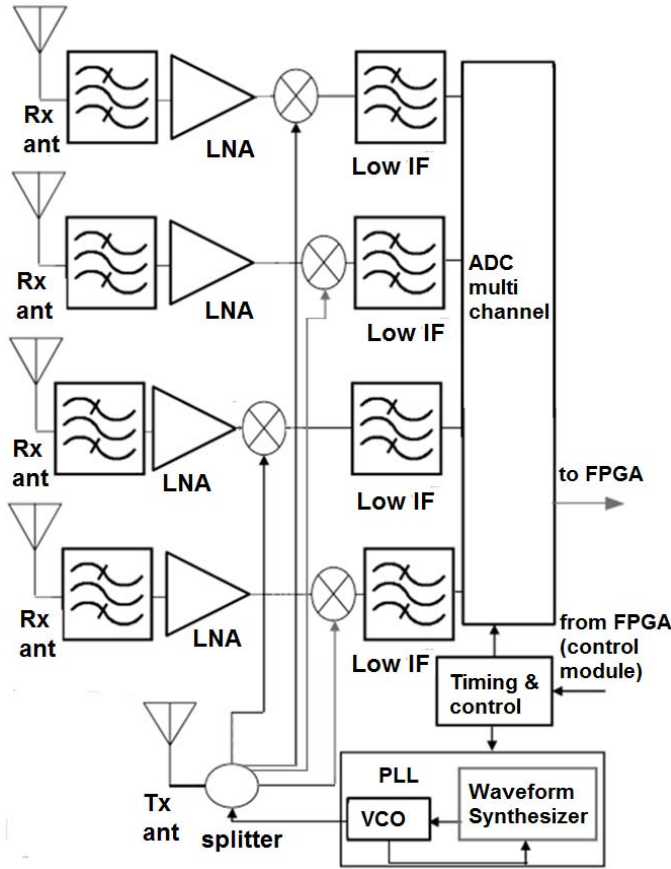 Rx
ant
LNA
Low IF
Rx
ant
LNA
Low IF
ADC
multi
channel
Rx
ant
LNA
Low IF
to FPGA
Rx
ant
LNA
Low IF
from FPGA
(control
module)
Timing &
control
Tx
ant
splitter
PLL
VCO
Waveform
Synthesizer